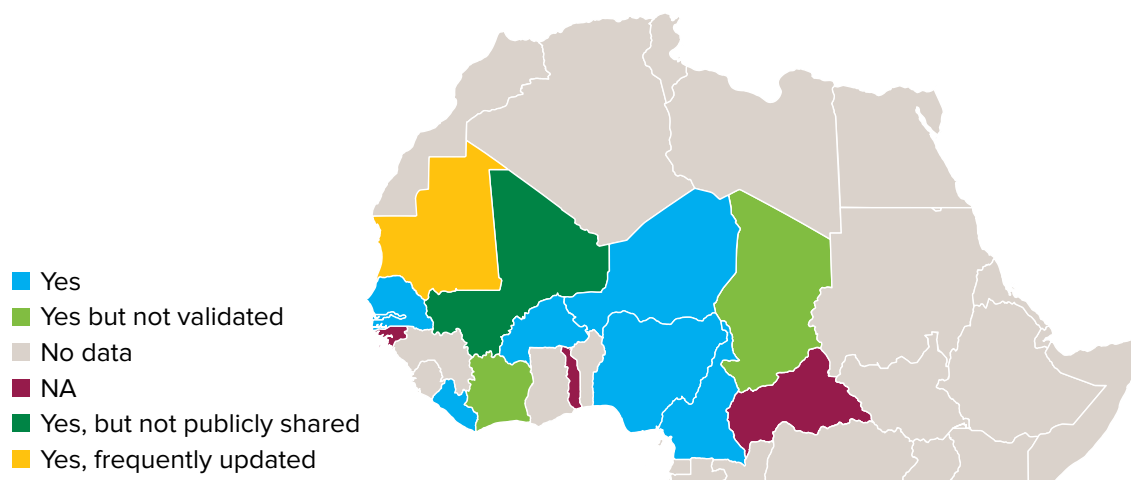 Yes
Yes but not validated
No data
NA
Yes, but not publicly shared
Yes, frequently updated